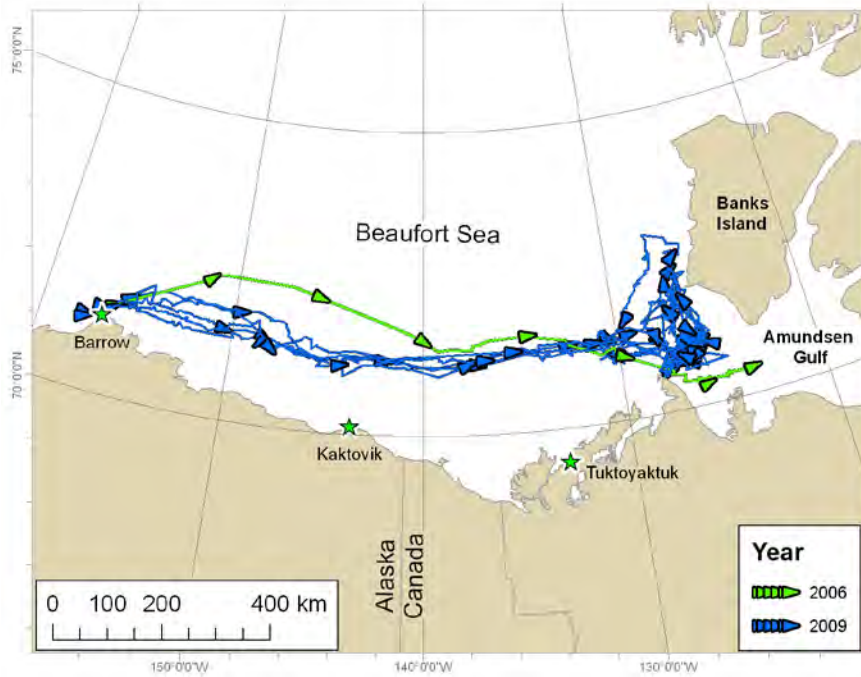 75°0'0"N
70°0'0"N
Beaufort Sea
Banks
Island
Amundsen
Gulf
Barrow
Kaktovik
Tuktoyaktuk
Alaska
Canada
0 100 200 400 km
Year
2006
2009
150°0'0"W
140°0'0"W
130°0'0"W